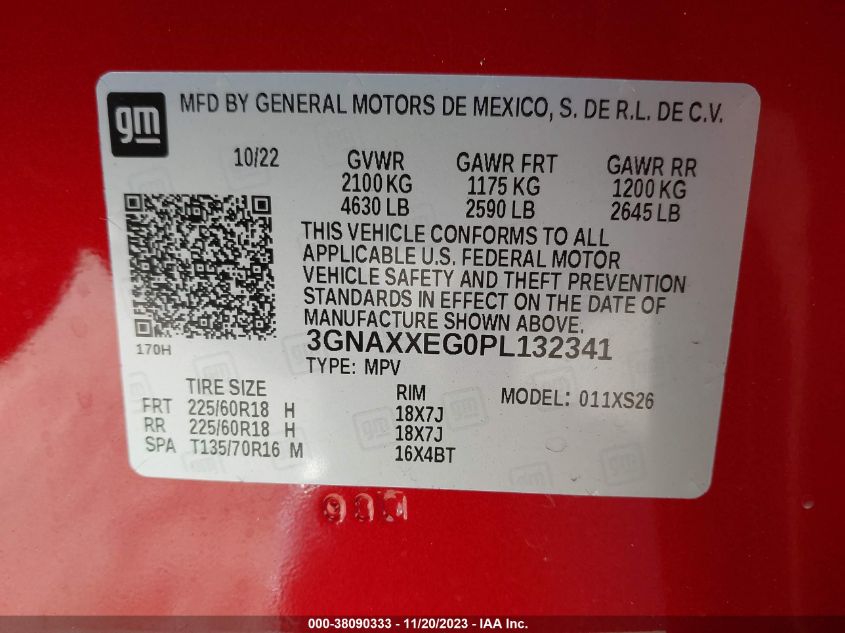 gm
MFD BY GENERAL MOTORS DE MEXICO, S. DE R.L. DE C.V.
10/22 GVWR GAWR FRT GAWR RR
2100 KG 1175 KG 1200 KG
4630 LB 2590 LB 2645 LB
THIS VEHICLE CONFORMS TO ALL
APPLICABLE U.S. FEDERAL MOTOR
VEHICLE SAFETY AND THEFT PREVENTION
STANDARDS IN EFFECT ON THE DATE OF
MANUFACTURE SHOWN ABOVE.
170H
3GNAXXEG0PL132341
TYPE: MPV
TIRE SIZE RIM MODEL: 011XS26
FRT 225/60R18 H 18X7J
RR 225/60R18 H 18X7J
SPA T135/70R16 M 16X4BT
000-38090333 - 11/20/2023 - IAA Inc.